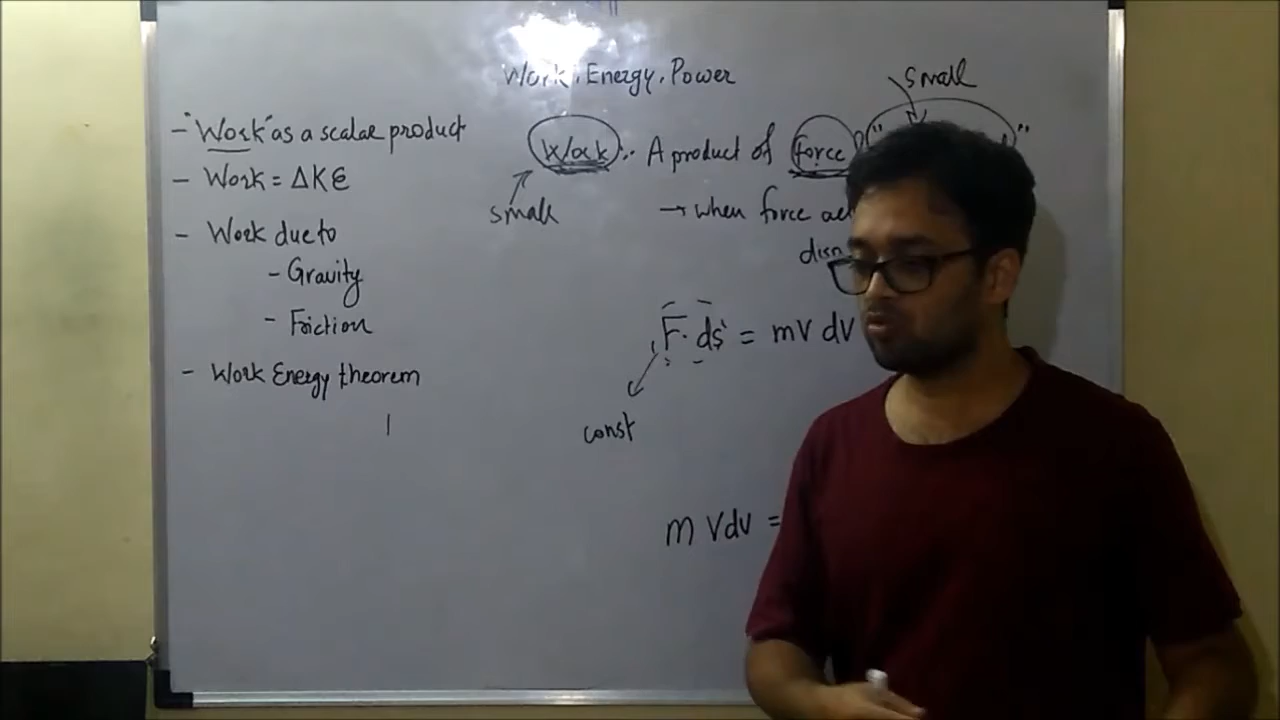 Work, Energy, Power
- "Work" as a scalar product
- Work = ΔKE
- Work due to
- Gravity
- Friction
- Work Energy theorem
small
Work :- A product of force
small
→ when force
F · ds = mv dv
const
m vdv =